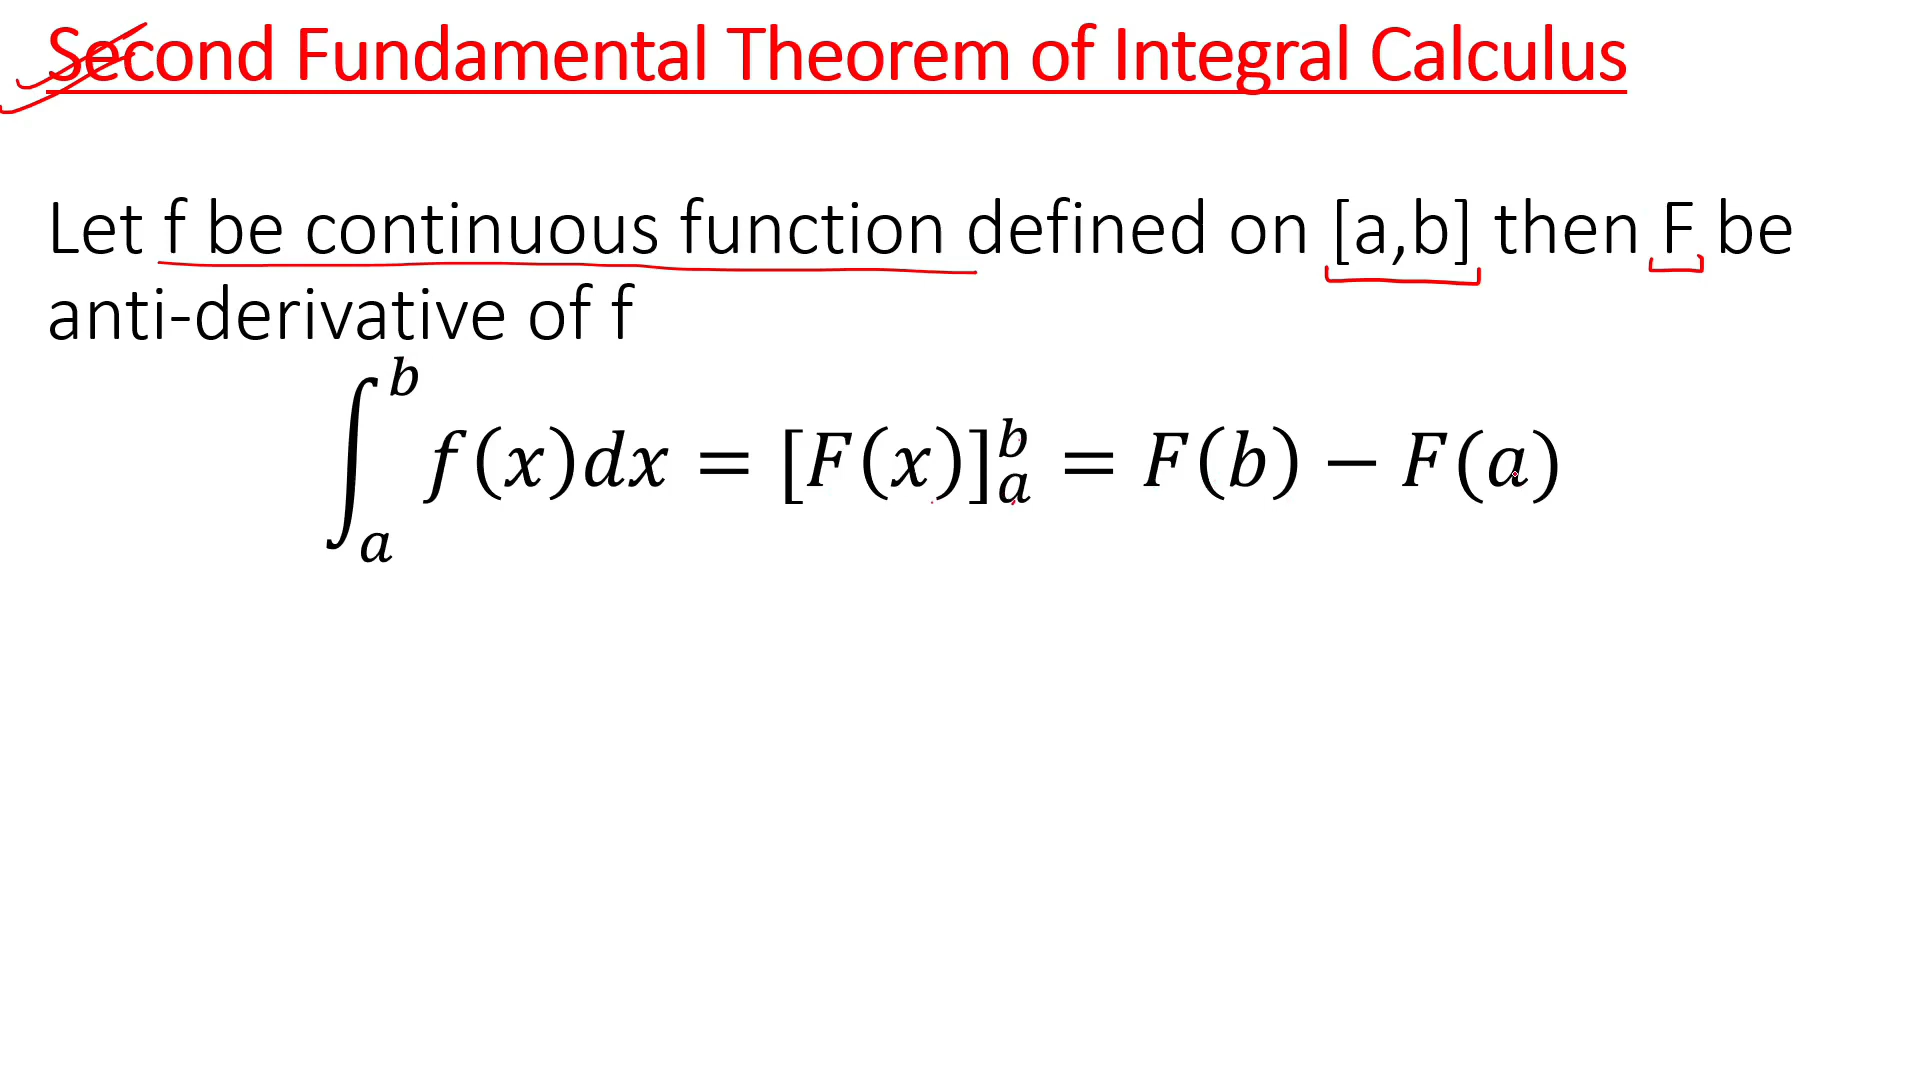 Second Fundamental Theorem of Integral Calculus
Let f be continuous function defined on [a,b] then F be
anti-derivative of f
∫_a^b f(x)dx = [F(x)]_a^b = F(b) − F(a)